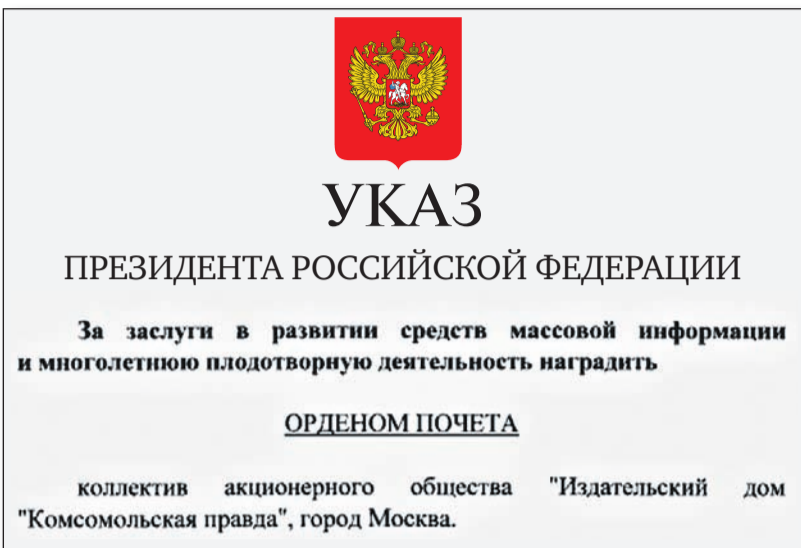 УКАЗ
ПРЕЗИДЕНТА РОССИЙСКОЙ ФЕДЕРАЦИИ
За заслуги в развитии средств массовой информации
и многолетнюю плодотворную деятельность наградить
ОРДЕНОМ ПОЧЕТА
коллектив акционерного общества "Издательский дом
"Комсомольская правда", город Москва.